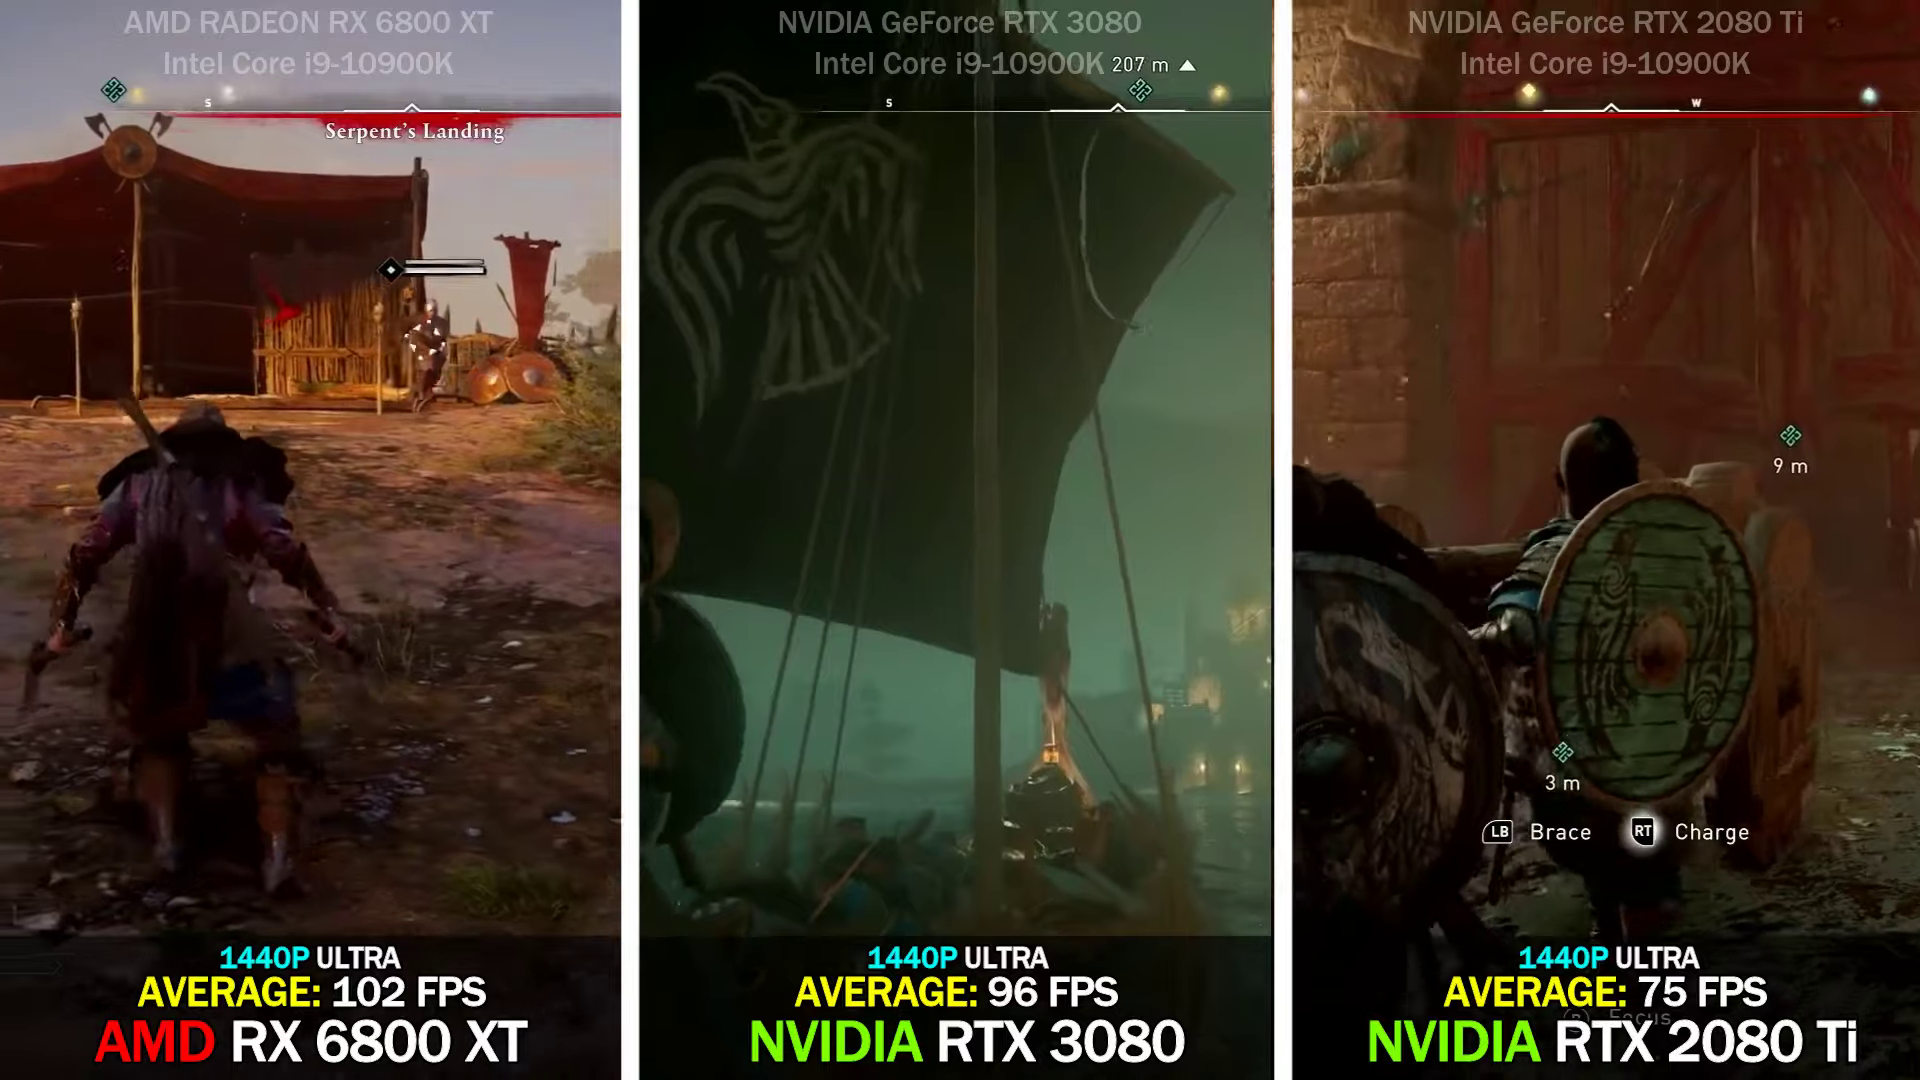 AMD RADEON RX 6800 XT
Intel Core i9-10900K
S
Serpent's Landing
1440P ULTRA
AVERAGE: 102 FPS
AMD RX 6800 XT
NVIDIA GeForce RTX 3080
Intel Core i9-10900K
207 m
S
1440P ULTRA
AVERAGE: 96 FPS
NVIDIA RTX 3080
NVIDIA GeForce RTX 2080 Ti
Intel Core i9-10900K
W
9 m
3 m
LB Brace RT Charge
1440P ULTRA
AVERAGE: 75 FPS
B Focus
NVIDIA RTX 2080 Ti